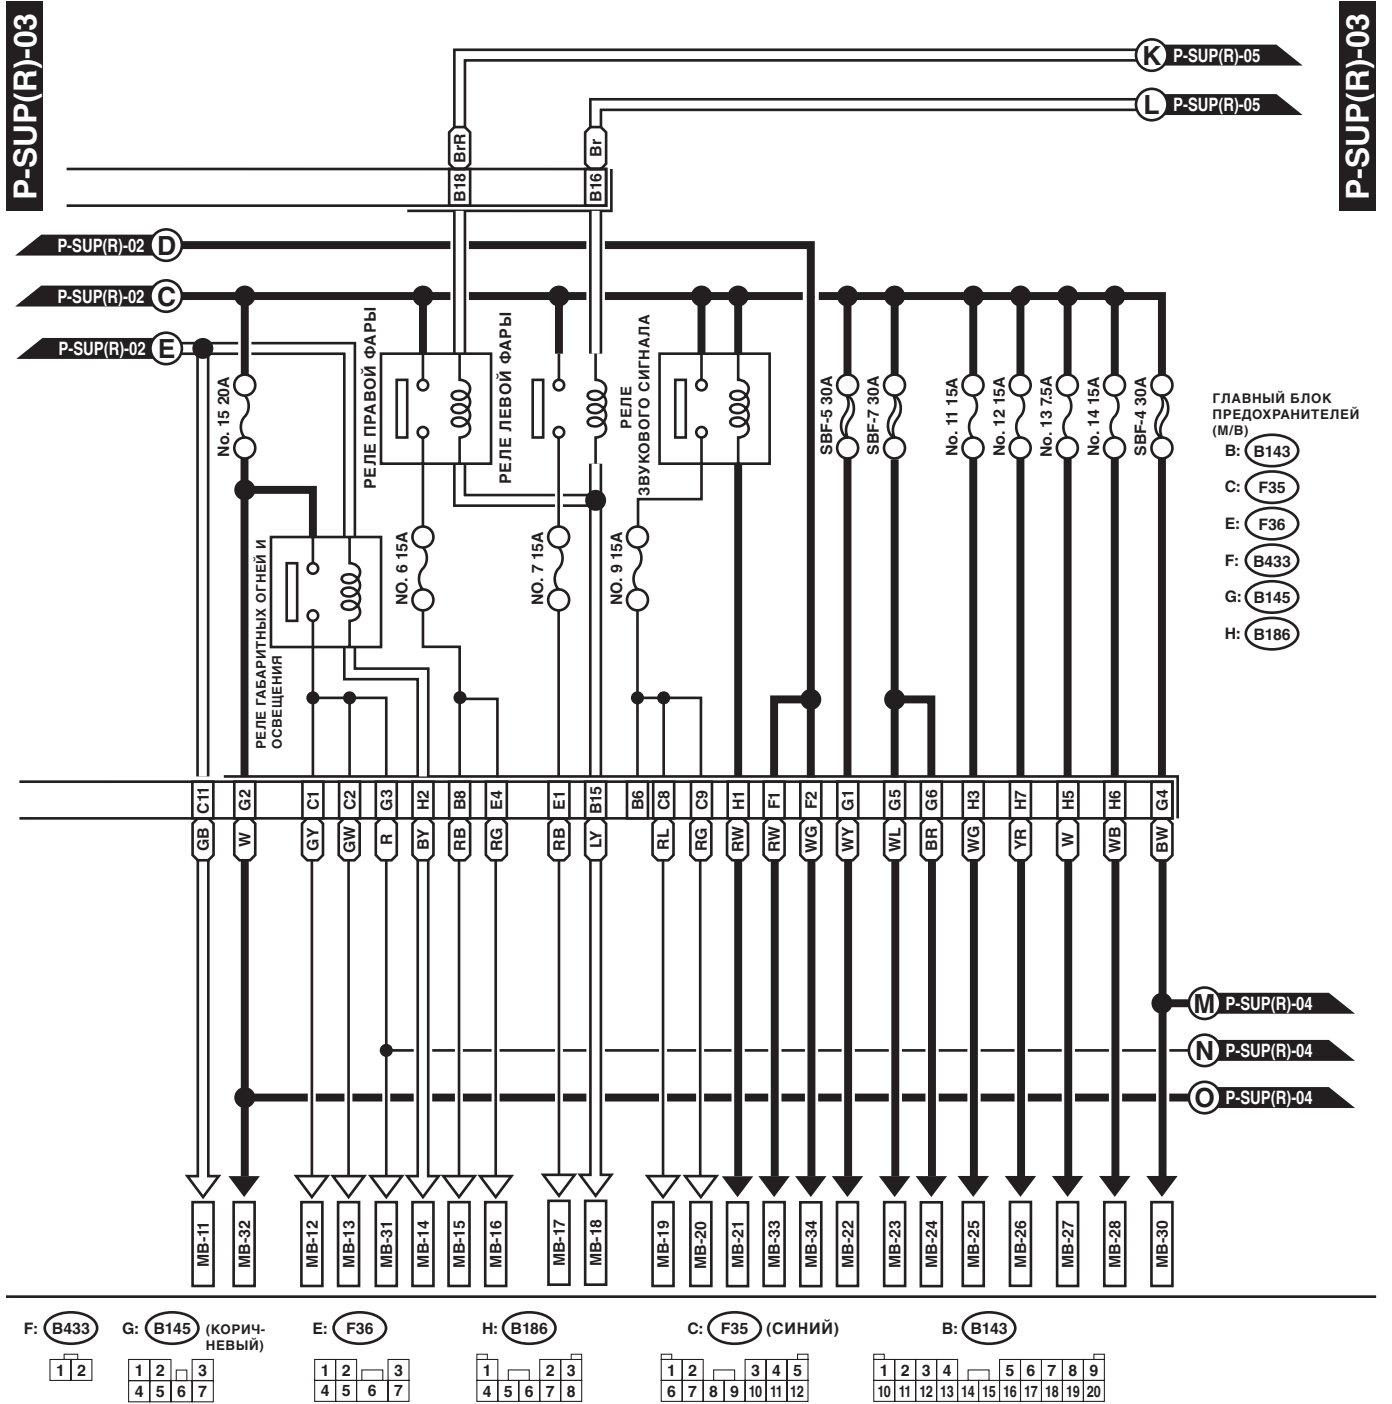 P-SUP(R)-03
P-SUP(R)-03
K P-SUP(R)-05
L P-SUP(R)-05
BrR
Br
B18
B16
P-SUP(R)-02 D
P-SUP(R)-02 C
P-SUP(R)-02 E
No. 15 20A
РЕЛЕ ПРАВОЙ ФАРЫ
РЕЛЕ ЛЕВОЙ ФАРЫ
РЕЛЕ
ЗВУКОВОГО СИГНАЛА
SBF-5 30A
SBF-7 30A
No. 11 15A
No. 12 15A
No. 13 7.5A
No. 14 15A
SBF-4 30A
ГЛАВНЫЙ БЛОК
ПРЕДОХРАНИТЕЛЕЙ
(M/B)
B: B143
C: F35
E: F36
F: B433
G: B145
H: B186
РЕЛЕ ГАБАРИТНЫХ ОГНЕЙ И
ОСВЕЩЕНИЯ
NO. 6 15A
NO. 7 15A
NO. 9 15A
C11 G2 C1 C2 G3 H2 B8 E4 E1 B15 B6 C8 C9 H1 F1 F2 G1 G5 G6 H3 H7 H5 H6 G4
GB W GY GW R BY RB RG RB LY RL RG RW RW WG WY WL BR WG YR W WB BW
M P-SUP(R)-04
N P-SUP(R)-04
O P-SUP(R)-04
MB-11 MB-32 MB-12 MB-13 MB-31 MB-14 MB-15 MB-16 MB-17 MB-18 MB-19 MB-20 MB-21 MB-33 MB-34 MB-22 MB-23 MB-24 MB-25 MB-26 MB-27 MB-28 MB-30
F: B433
1 2
G: B145 (КОРИЧ-
НЕВЫЙ)
1 2 3
4 5 6 7
E: F36
1 2 3
4 5 6 7
H: B186
1 2 3
4 5 6 7 8
C: F35 (СИНИЙ)
1 2 3 4 5
6 7 8 9 10 11 12
B: B143
1 2 3 4 5 6 7 8 9
10 11 12 13 14 15 16 17 18 19 20